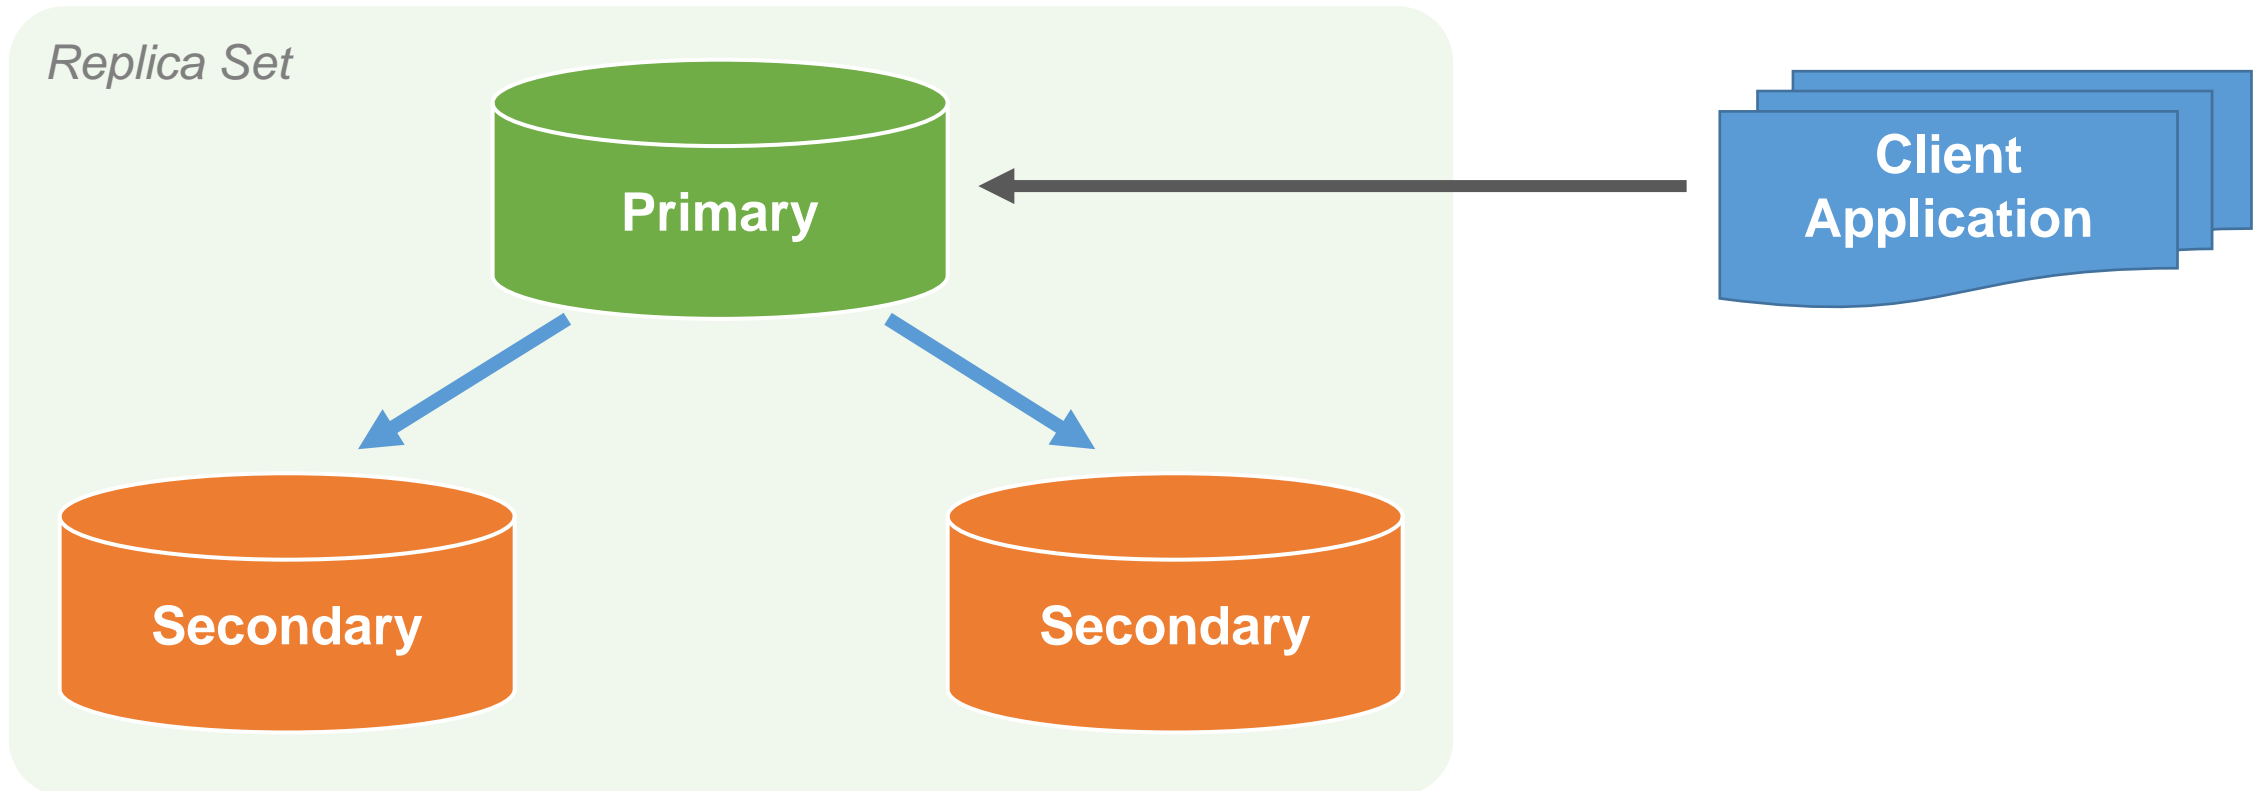 Replica Set
Primary
Client
Application
Secondary
Secondary